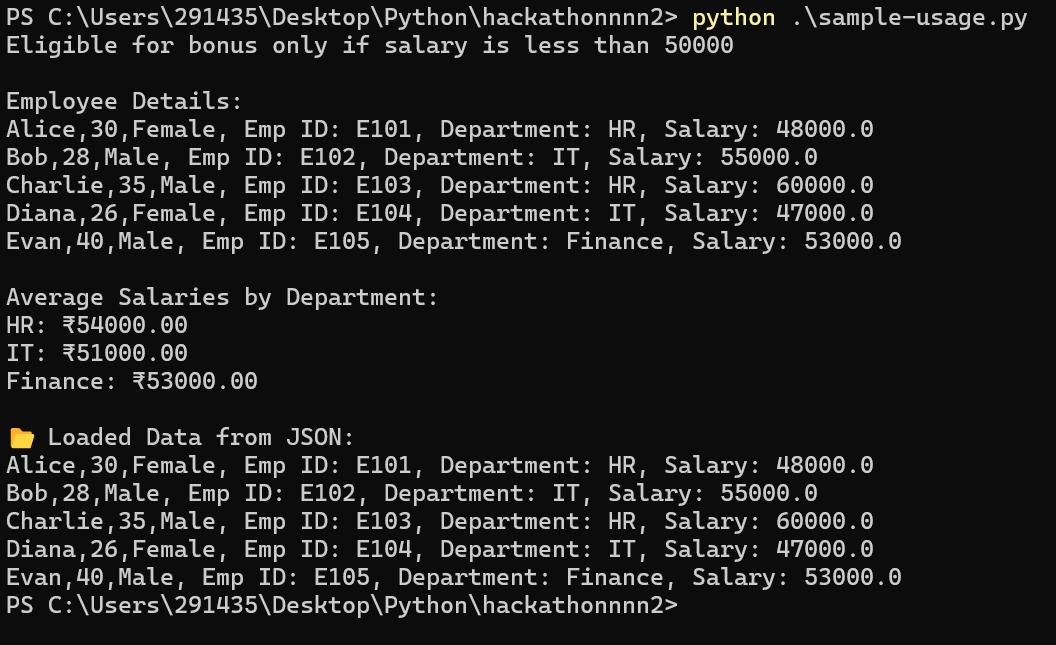 PS C:\Users\291435\Desktop\Python\hackathonnnn2> python .\sample-usage.py
Eligible for bonus only if salary is less than 50000
Employee Details:
Alice,30,Female, Emp ID: E101, Department: HR, Salary: 48000.0
Bob,28,Male, Emp ID: E102, Department: IT, Salary: 55000.0
Charlie,35,Male, Emp ID: E103, Department: HR, Salary: 60000.0
Diana,26,Female, Emp ID: E104, Department: IT, Salary: 47000.0
Evan,40,Male, Emp ID: E105, Department: Finance, Salary: 53000.0
Average Salaries by Department:
HR: ₹54000.00
IT: ₹51000.00
Finance: ₹53000.00
📂 Loaded Data from JSON:
Alice,30,Female, Emp ID: E101, Department: HR, Salary: 48000.0
Bob,28,Male, Emp ID: E102, Department: IT, Salary: 55000.0
Charlie,35,Male, Emp ID: E103, Department: HR, Salary: 60000.0
Diana,26,Female, Emp ID: E104, Department: IT, Salary: 47000.0
Evan,40,Male, Emp ID: E105, Department: Finance, Salary: 53000.0
PS C:\Users\291435\Desktop\Python\hackathonnnn2>